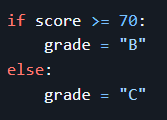 if score >= 70:
    grade = "B"
else:
    grade = "C"